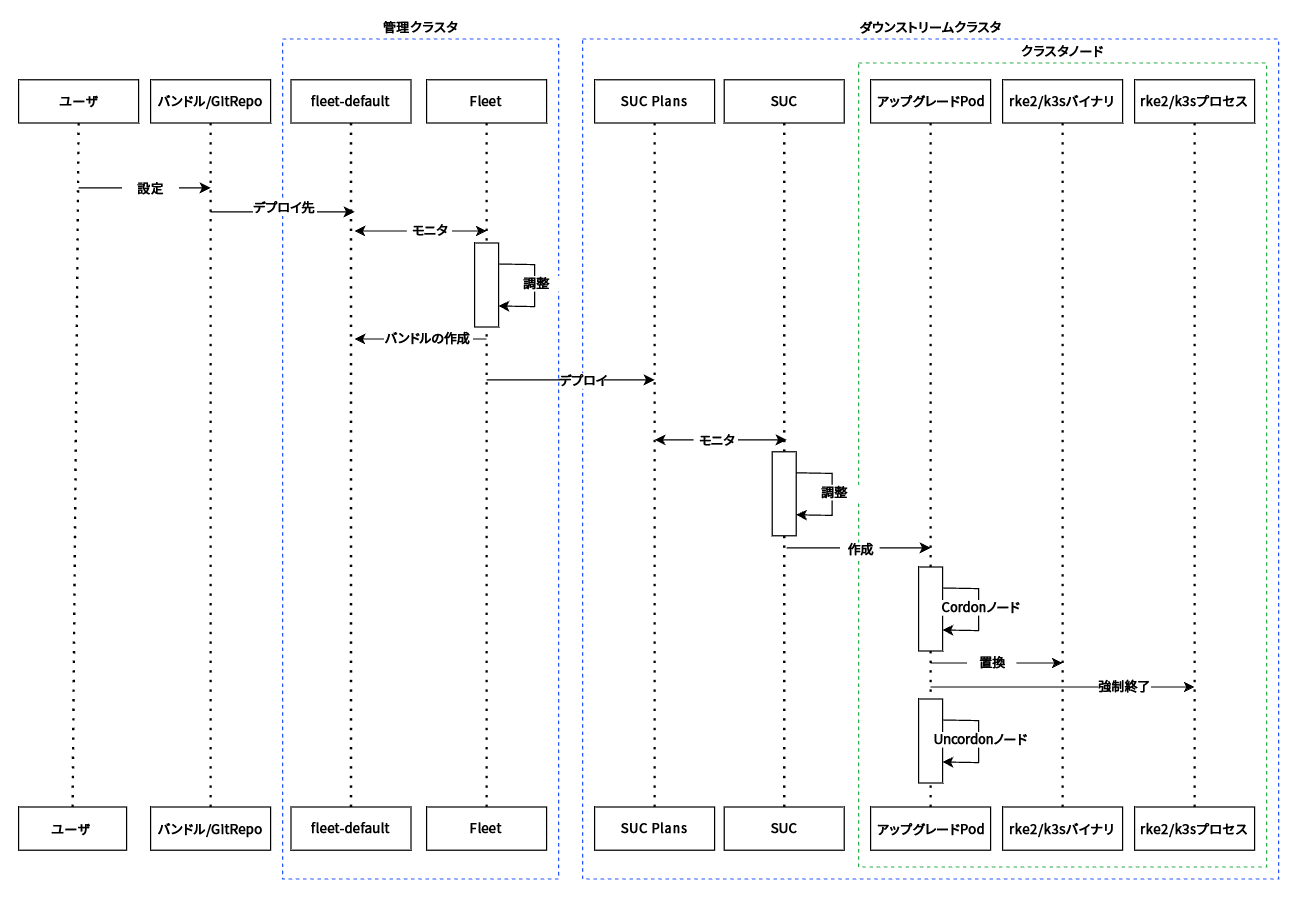 管理クラスタ
ダウンストリームクラスタ
クラスタノード
ユーザ
バンドル/GitRepo
fleet-default
Fleet
SUC Plans
SUC
アップグレードPod
rke2/k3sバイナリ
rke2/k3sプロセス
設定
デプロイ先
モニタ
調整
バンドルの作成
デプロイ
モニタ
調整
作成
Cordonノード
置換
強制終了
Uncordonノード
ユーザ
バンドル/GitRepo
fleet-default
Fleet
SUC Plans
SUC
アップグレードPod
rke2/k3sバイナリ
rke2/k3sプロセス